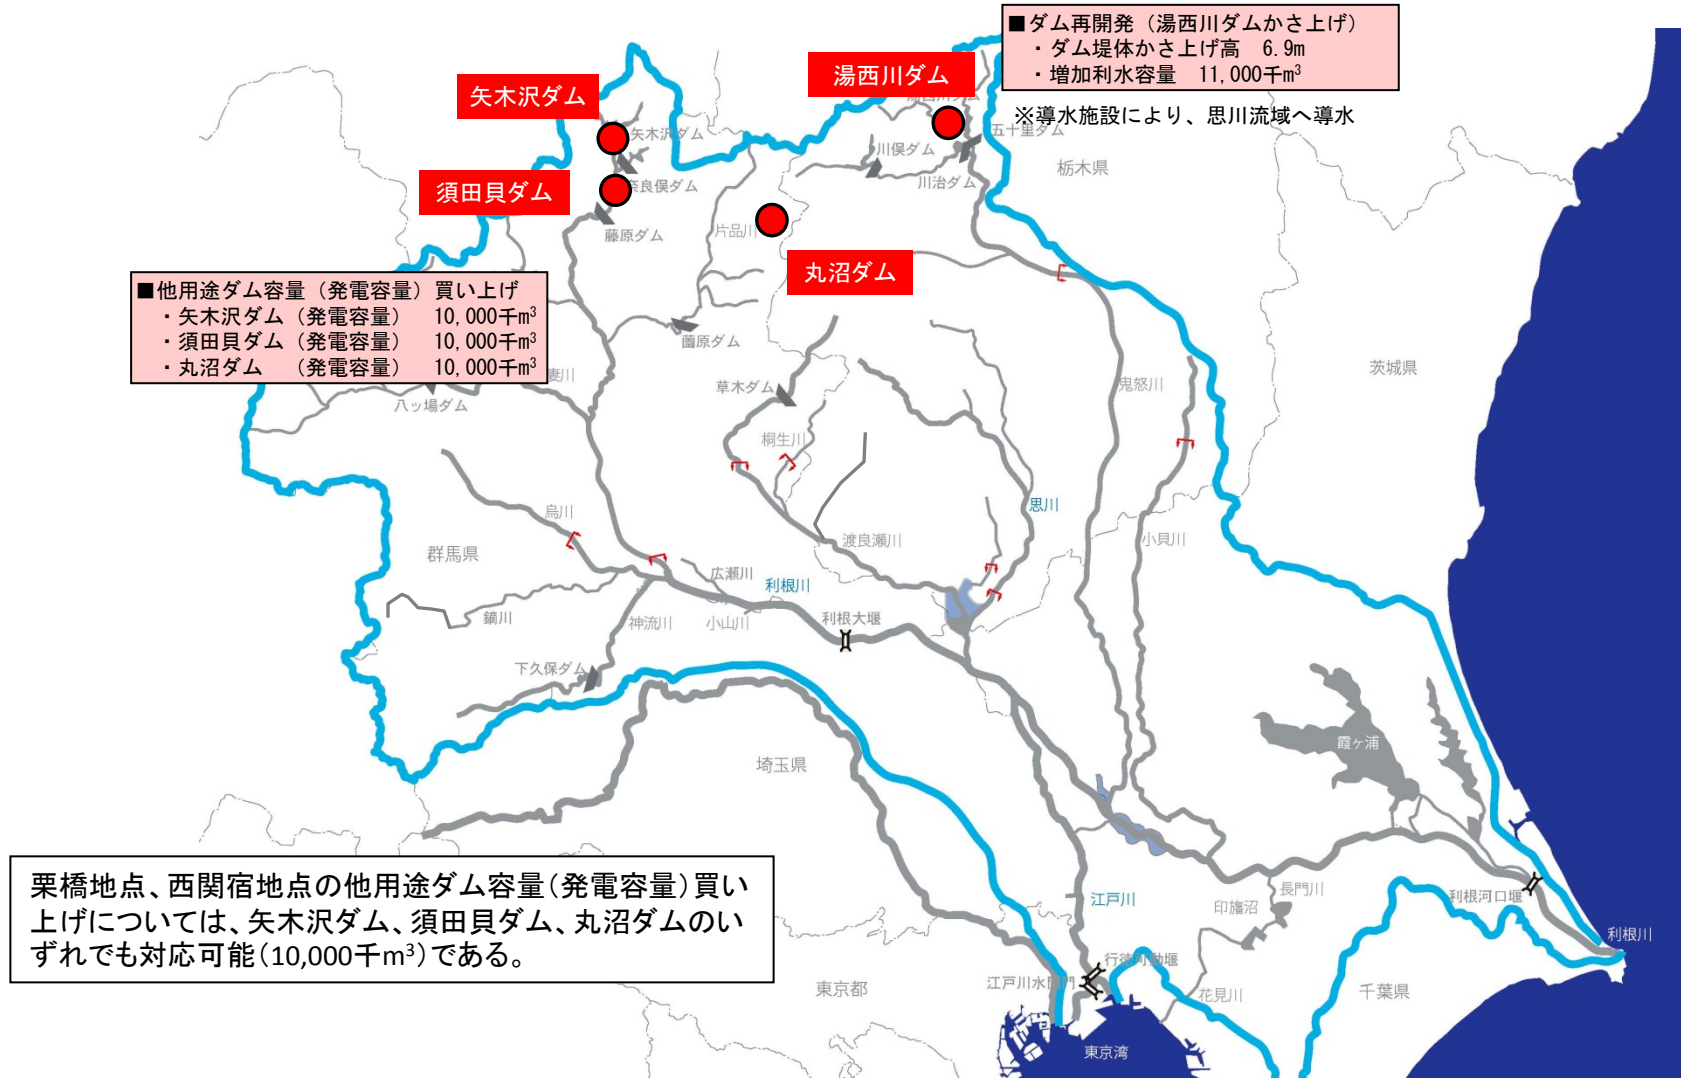 ■ダム再開発（湯西川ダムかさ上げ）
・ダム堤体かさ上げ高　6.9m
・増加利水容量　11,000千m³
※導水施設により、思川流域へ導水
湯西川ダム
矢木沢ダム
須田貝ダム
丸沼ダム
矢木沢ダム
奈良俣ダム
藤原ダム
片品川
川俣ダム
川治ダム
五十里ダム
栃木県
■他用途ダム容量（発電容量）買い上げ
・矢木沢ダム（発電容量）　10,000千m³
・須田貝ダム（発電容量）　10,000千m³
・丸沼ダム　（発電容量）　10,000千m³
薗原ダム
草木ダム
八ッ場ダム
桐生川
鬼怒川
茨城県
烏川
群馬県
思川
渡良瀬川
小貝川
広瀬川
利根川
鏑川
神流川
小山川
利根大堰
下久保ダム
埼玉県
霞ヶ浦
栗橋地点、西関宿地点の他用途ダム容量（発電容量）買い
上げについては、矢木沢ダム、須田貝ダム、丸沼ダムのい
ずれでも対応可能（10,000千m³）である。
江戸川
長門川
印旛沼
利根河口堰
利根川
行徳可動堰
江戸川水閘門
東京都
花見川
千葉県
東京湾